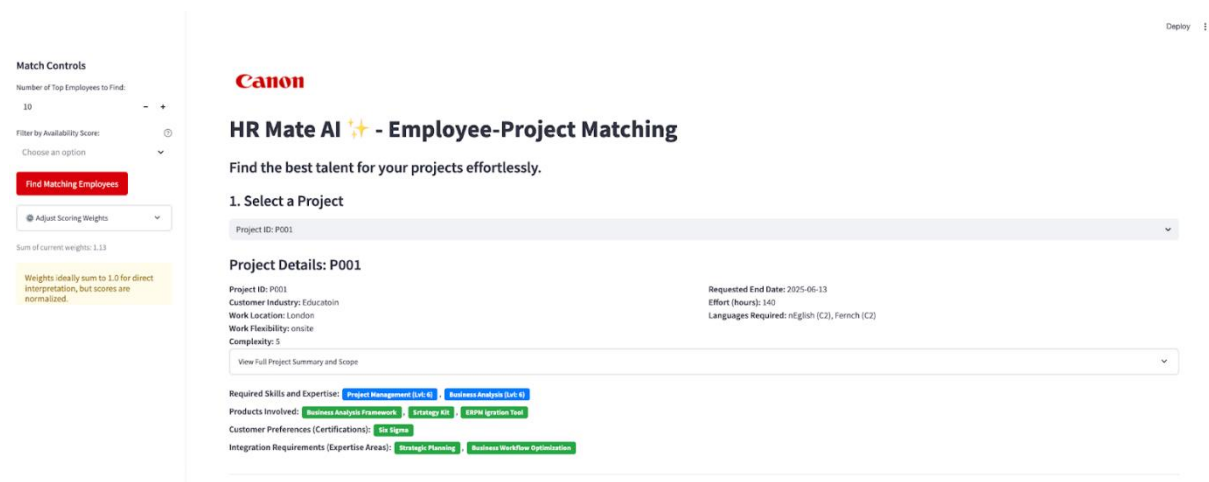 Deploy
Match Controls
Number of Top Employees to Find:
10
Filter by Availability Score:
Choose an option
Find Matching Employees
Adjust Scoring Weights
Sum of current weights: 1.13
Weights ideally sum to 1.0 for direct
interpretation, but scores are
normalized.
Canon
HR Mate AI ✨ - Employee-Project Matching
Find the best talent for your projects effortlessly.
1. Select a Project
Project ID: P001
Project Details: P001
Project ID: P001
Customer Industry: Educatoin
Work Location: London
Work Flexibility: onsite
Complexity: 5
Requested End Date: 2025-06-13
Effort (hours): 140
Languages Required: nEglish (C2), Fernch (C2)
View Full Project Summary and Scope
Required Skills and Expertise: Project Management (Lvl: 6) , Business Analysis (Lvl: 6)
Products Involved: Business Analysis Framework , Srtategy Kit , ERPM igration Tool
Customer Preferences (Certifications): Six Sigma
Integration Requirements (Expertise Areas): Strategic Planning , Business Workflow Optimization